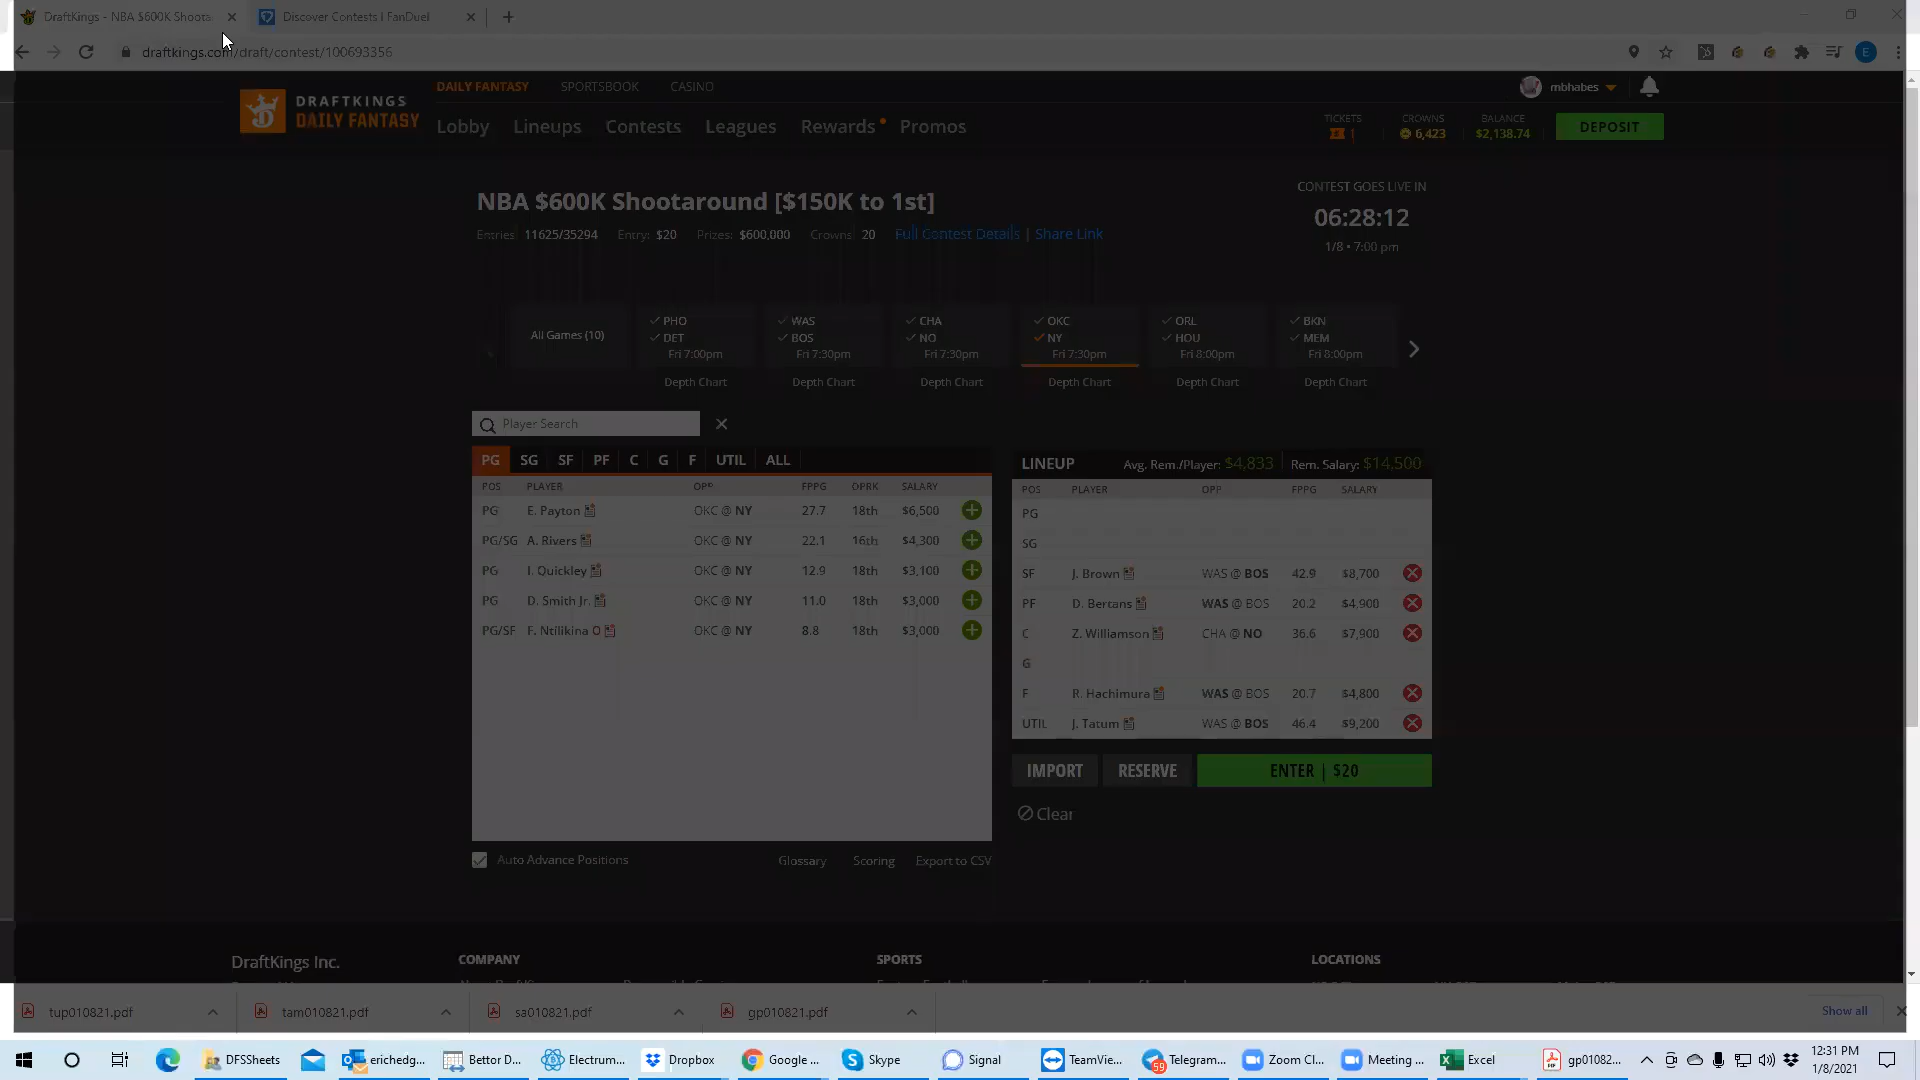 DraftKings - NBA $600K Shoota
Discover Contests | FanDuel
draftkings.com/draft/contest/100693356
E
DRAFTKINGS
DAILY FANTASY
DAILY FANTASY SPORTSBOOK CASINO
mbhabes
Lobby Lineups Contests Leagues Rewards Promos
TICKETS
1
CROWNS
6,423
BALANCE
$2,138.74
DEPOSIT
NBA $600K Shootaround [$150K to 1st]
Entries 11625/35294 Entry: $20 Prizes: $600,000 Crowns 20 Full Contest Details | Share Link
CONTEST GOES LIVE IN
06:28:12
1/8 • 7:00 pm
All Games (10)
PHO
DET
Fri 7:00pm
Depth Chart
WAS
BOS
Fri 7:30pm
Depth Chart
CHA
NO
Fri 7:30pm
Depth Chart
OKC
NY
Fri 7:30pm
Depth Chart
ORL
HOU
Fri 8:00pm
Depth Chart
BKN
MEM
Fri 8:00pm
Depth Chart
Player Search
PG SG SF PF C G F UTIL ALL
POS PLAYER OPP FPPG OPRK SALARY
PG E. Payton OKC @ NY 27.7 18th $6,500
PG/SG A. Rivers OKC @ NY 22.1 16th $4,300
PG I. Quickley OKC @ NY 12.9 18th $3,100
PG D. Smith Jr. OKC @ NY 11.0 18th $3,000
PG/SF F. Ntilikina O OKC @ NY 8.8 18th $3,000
Auto Advance Positions
Glossary Scoring Export to CSV
LINEUP Avg. Rem./Player: $4,833 Rem. Salary: $14,500
POS PLAYER OPP FPPG SALARY
PG
SG
SF J. Brown WAS @ BOS 42.9 $8,700
PF D. Bertans WAS @ BOS 20.2 $4,900
C Z. Williamson CHA @ NO 36.6 $7,900
G
F R. Hachimura WAS @ BOS 20.7 $4,800
UTIL J. Tatum WAS @ BOS 46.4 $9,200
IMPORT RESERVE ENTER | $20
Clear
DraftKings Inc. COMPANY SPORTS LOCATIONS
tup010821.pdf tam010821.pdf sa010821.pdf gp010821.pdf Show all
DFSSheets erichedg... Bettor D... Electrum... Dropbox Google ... Skype Signal TeamVie... 59 Telegram... Zoom Cl... Meeting ... Excel gp01082...
12:31 PM
1/8/2021